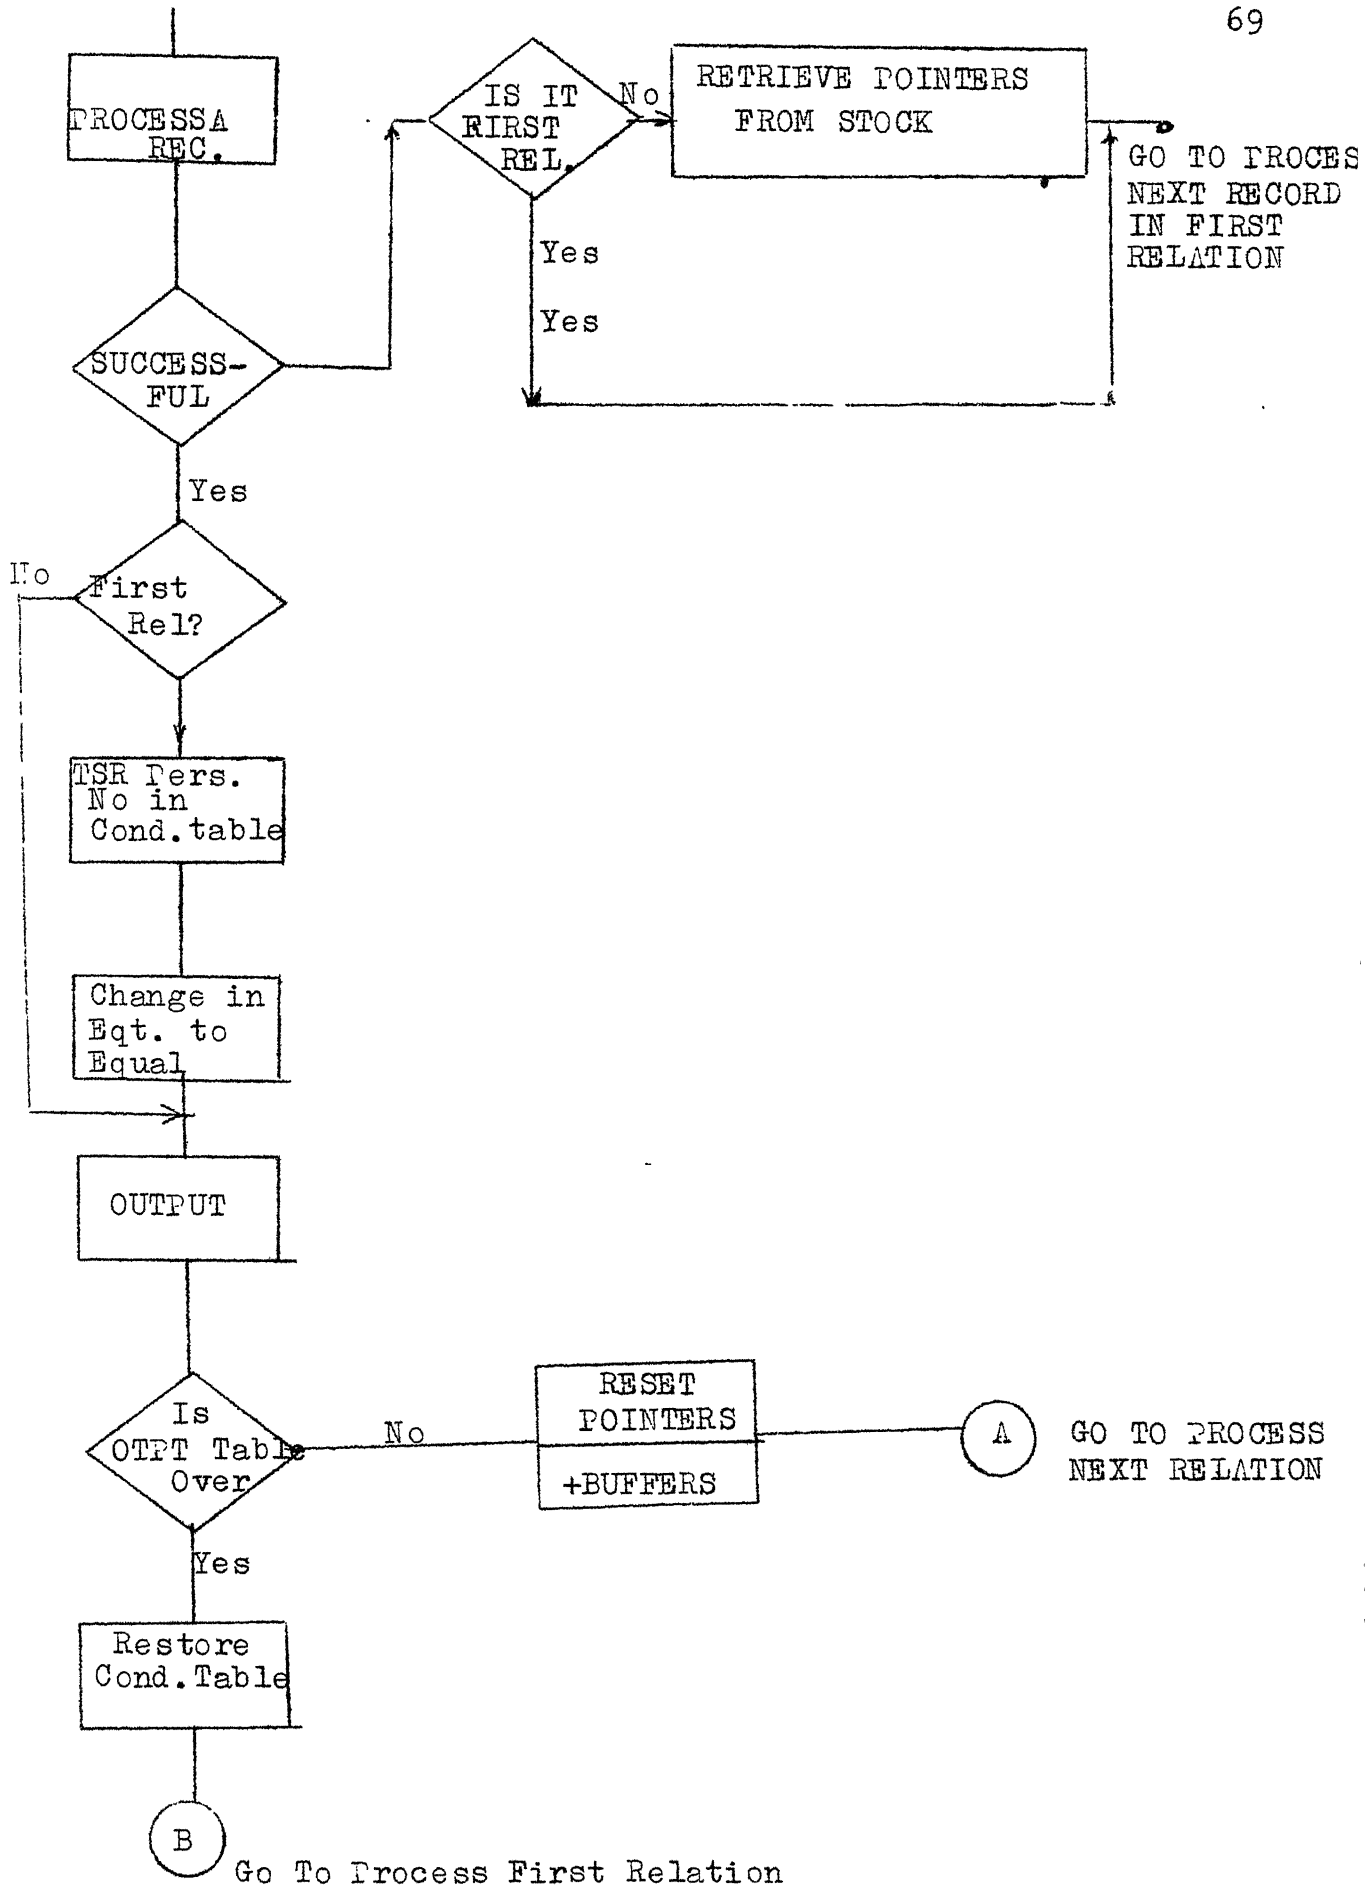 69
PROCESSA
REC.
IS IT
FIRST
REL.
No
RETRIEVE POINTERS
FROM STOCK
GO TO PROCES
NEXT RECORD
IN FIRST
RELATION
Yes
Yes
SUCCESS-
FUL
Yes
No
First
Rel?
TSR Pers.
No in
Cond.table
Change in
Eqt. to
Equal
OUTPUT
Is
OTPT Table
Over
No
RESET
POINTERS
+BUFFERS
A
GO TO PROCESS
NEXT RELATION
Yes
Restore
Cond.Table
B
Go To Process First Relation